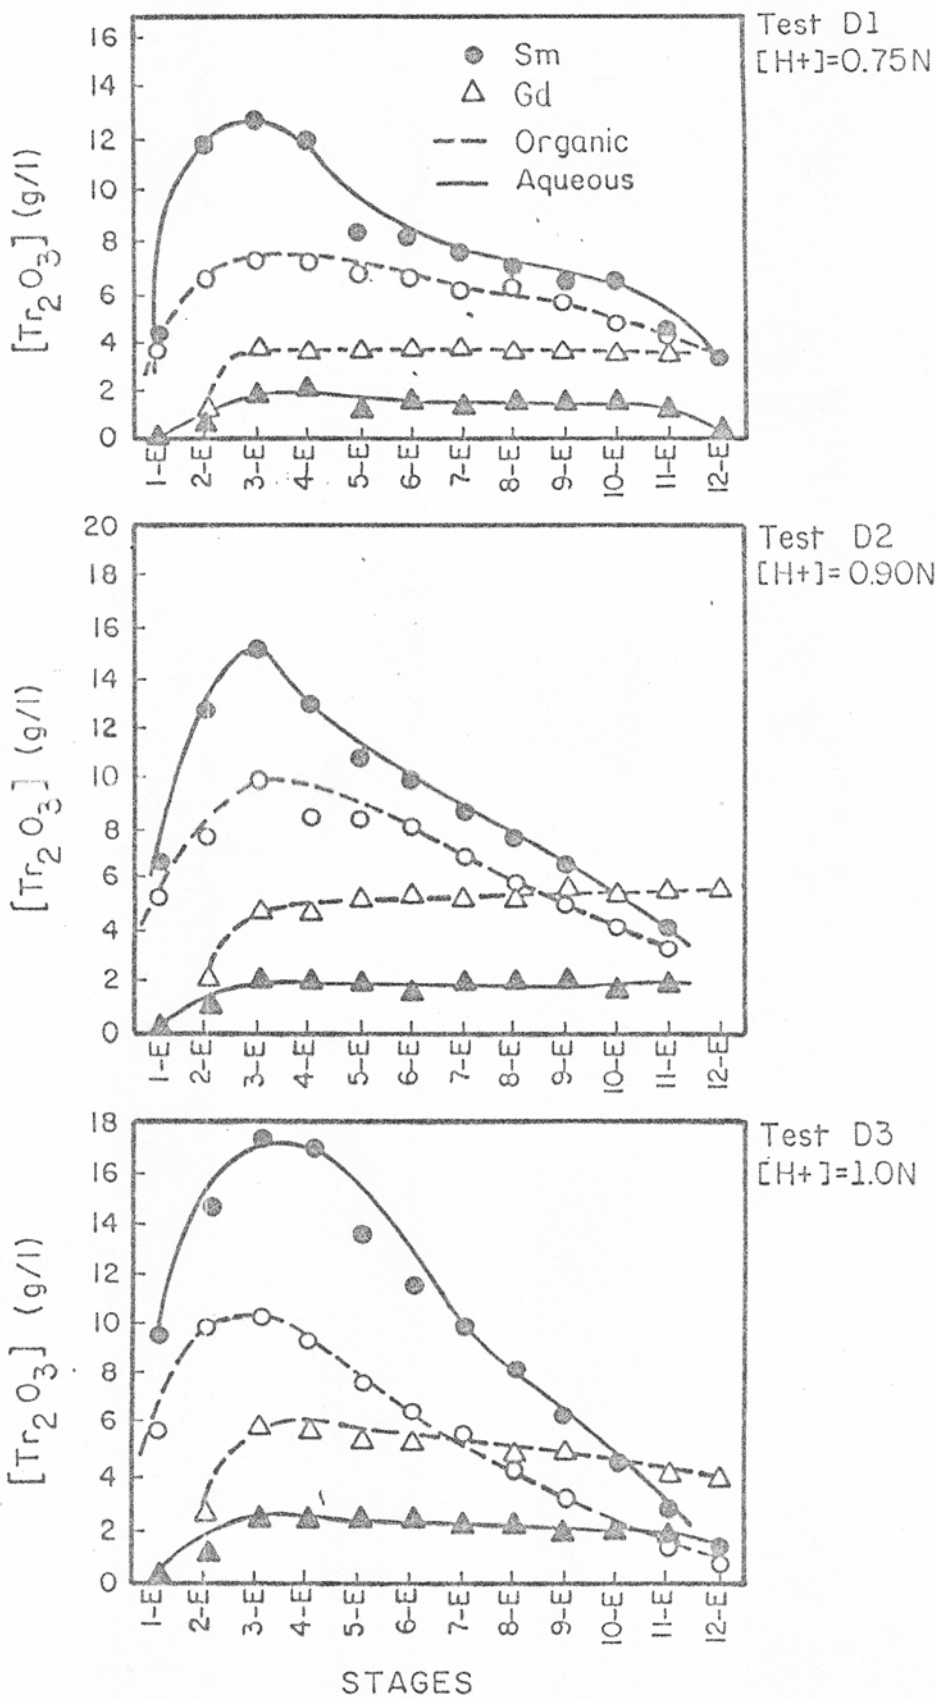 Test D1
[H+]=0.75N
Sm
Gd
Organic
Aqueous
[Tr2O3] (g/l)
16
14
12
10
8
6
4
2
0
1-E 2-E 3-E 4-E 5-E 6-E 7-E 8-E 9-E 10-E 11-E 12-E
Test D2
[H+]=0.90N
[Tr2O3] (g/l)
20
18
16
14
12
10
8
6
4
2
0
1-E 2-E 3-E 4-E 5-E 6-E 7-E 8-E 9-E 10-E 11-E 12-E
Test D3
[H+]=1.0N
[Tr2O3] (g/l)
18
16
14
12
10
8
6
4
2
0
1-E 2-E 3-E 4-E 5-E 6-E 7-E 8-E 9-E 10-E 11-E 12-E
STAGES